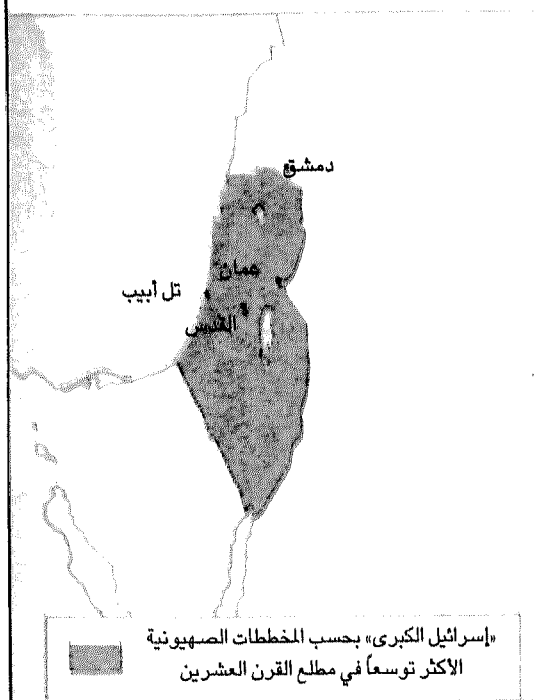 دمشق
عمان
تل أبيب
القدس
«إسرائيل الكبرى» بحسب المخططات الصهيونية
الأكثر توسعاً في مطلع القرن العشرين